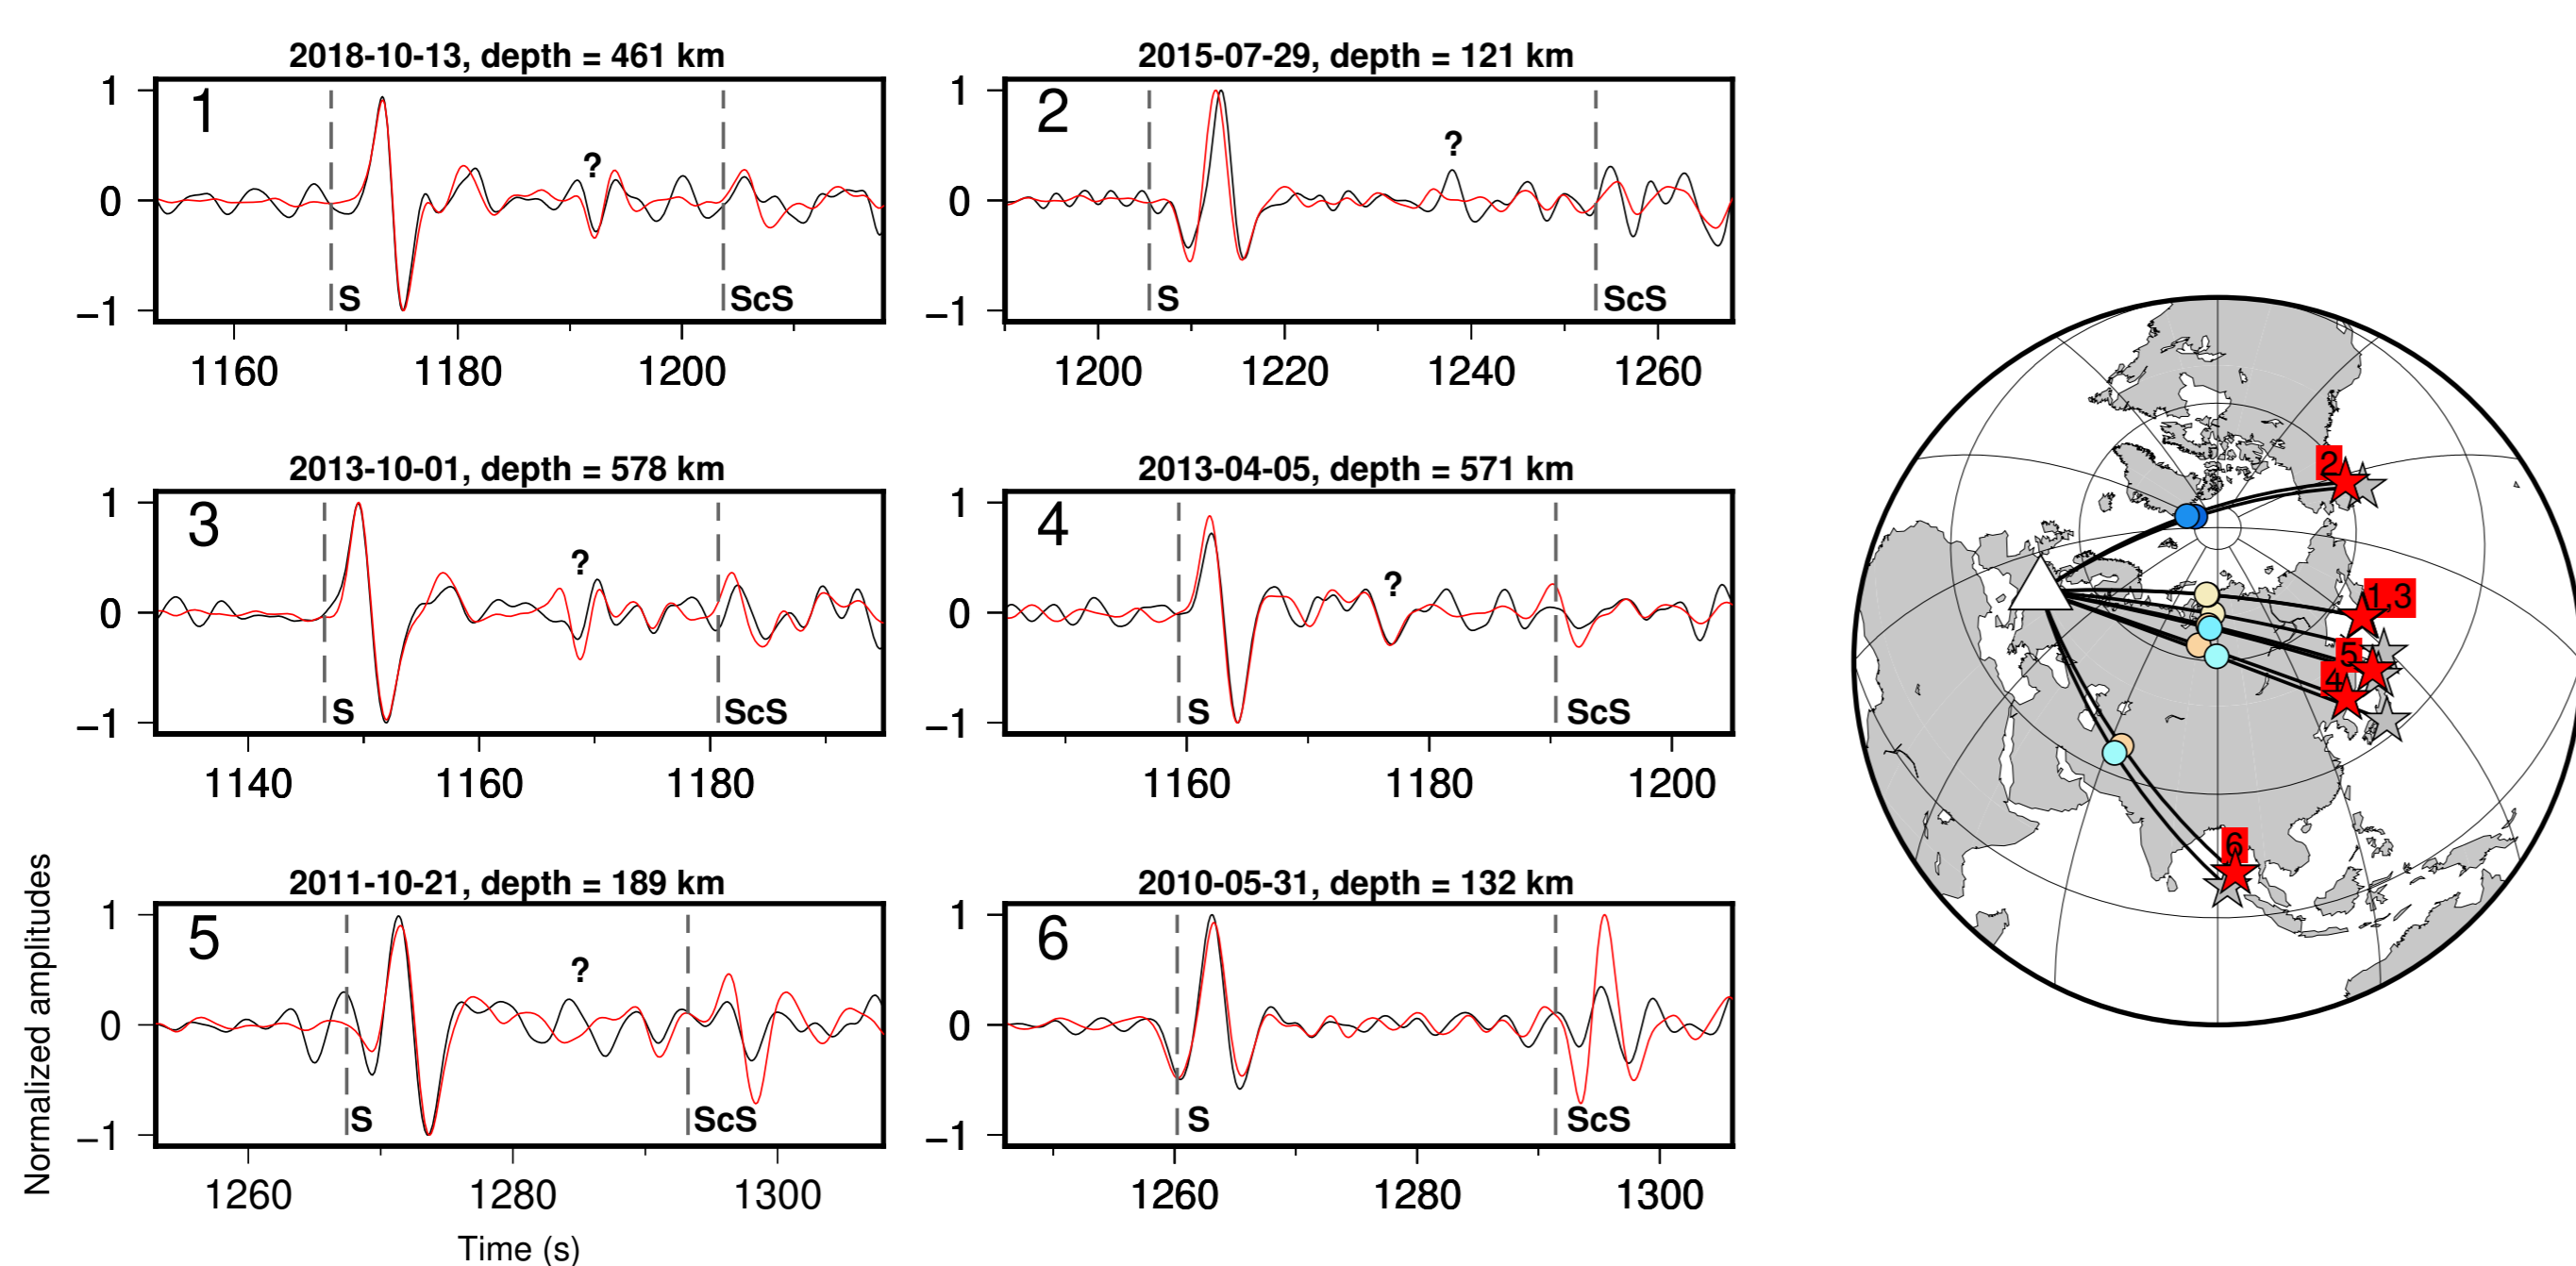 2018-10-13, depth = 461 km
1
0
−1
1
?
S
ScS
1160 1180 1200
2015-07-29, depth = 121 km
1
0
−1
2
?
S
ScS
1200 1220 1240 1260
2013-10-01, depth = 578 km
1
0
−1
3
?
S
ScS
1140 1160 1180
2013-04-05, depth = 571 km
1
0
−1
4
?
S
ScS
1160 1180 1200
2011-10-21, depth = 189 km
1
0
−1
5
?
S
ScS
1260 1280 1300
2010-05-31, depth = 132 km
1
0
−1
6
S
ScS
1260 1280 1300
Normalized amplitudes
Time (s)
2
1,3
5
4
6